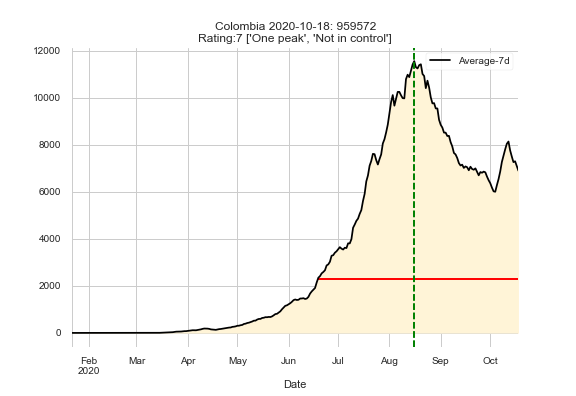 Colombia 2020-10-18: 959572
Rating:7 ['One peak', 'Not in control']
Average-7d
12000
10000
8000
6000
4000
2000
0
Feb Mar Apr May Jun Jul Aug Sep Oct
2020
Date